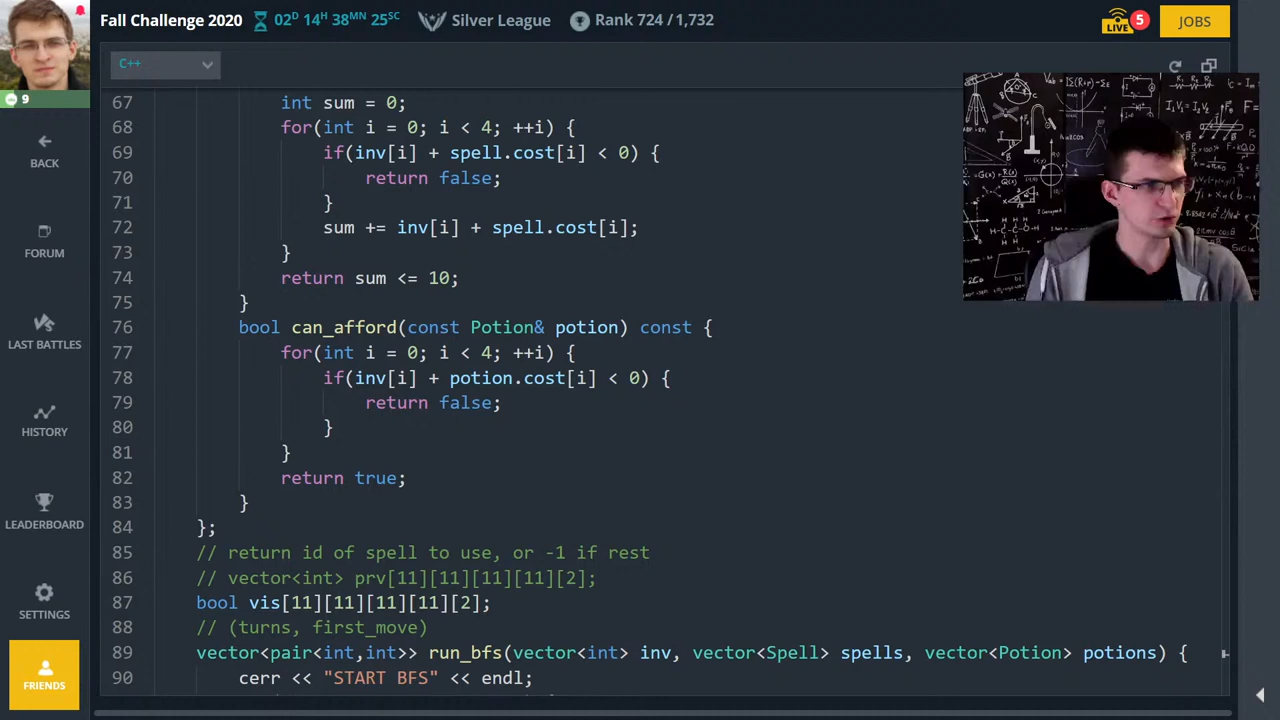 Fall Challenge 2020
02D 14H 38MN 25SC
Silver League
Rank 724 / 1,732
LIVE
5
JOBS
9
C++
BACK
FORUM
LAST BATTLES
HISTORY
LEADERBOARD
SETTINGS
FRIENDS
67 int sum = 0;
68 for(int i = 0; i < 4; ++i) {
69 if(inv[i] + spell.cost[i] < 0) {
70 return false;
71 }
72 sum += inv[i] + spell.cost[i];
73 }
74 return sum <= 10;
75 }
76 bool can_afford(const Potion& potion) const {
77 for(int i = 0; i < 4; ++i) {
78 if(inv[i] + potion.cost[i] < 0) {
79 return false;
80 }
81 }
82 return true;
83 }
84 };
85 // return id of spell to use, or -1 if rest
86 // vector<int> prv[11][11][11][11][2];
87 bool vis[11][11][11][11][2];
88 // (turns, first_move)
89 vector<pair<int,int>> run_bfs(vector<int> inv, vector<Spell> spells, vector<Potion> potions) {
90 cerr << "START BFS" << endl;